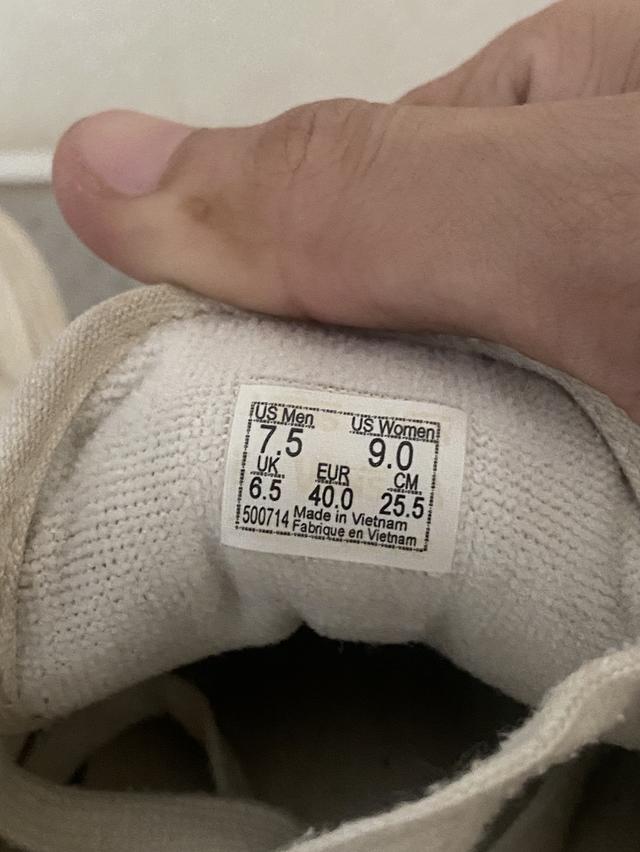 US Men US Women
7.5 9.0
UK EUR CM
6.5 40.0 25.5
500714 Made in Vietnam
Fabrique en Vietnam